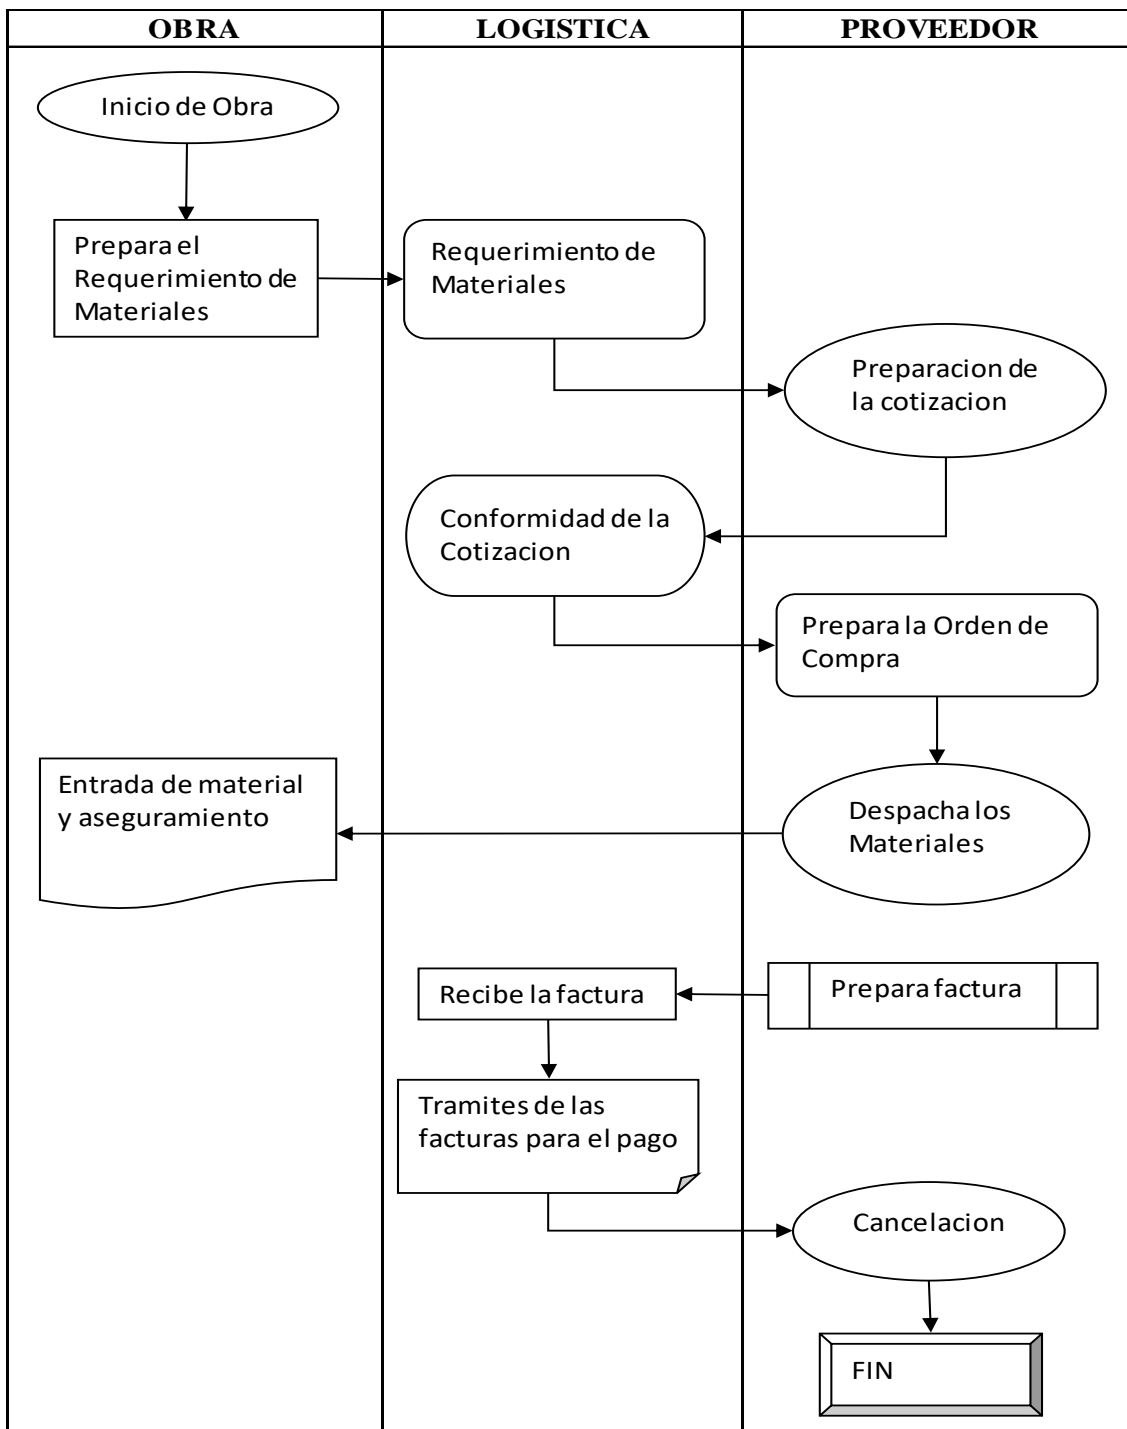 OBRA
LOGISTICA
PROVEEDOR
Inicio de Obra
Prepara el
Requerimiento de
Materiales
Requerimiento de
Materiales
Preparacion de
la cotizacion
Conformidad de la
Cotizacion
Prepara la Orden de
Compra
Entrada de material
y aseguramiento
Despacha los
Materiales
Recibe la factura
Prepara factura
Tramites de las
facturas para el pago
Cancelacion
FIN